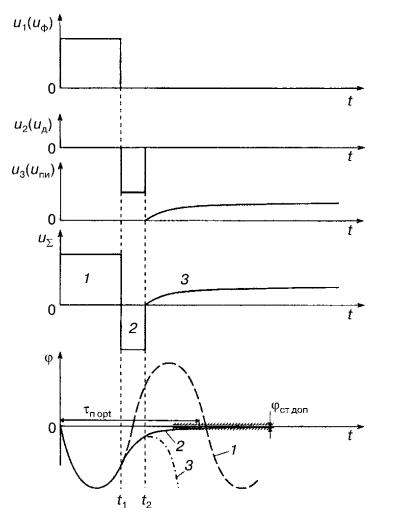 u1(uф)
0
t
u2(uд)
0
t
u3(uпи)
0
uΣ
1
3
0
t
2
φ
τп opt
φст доп
0
t
2
1
3
t1
t2